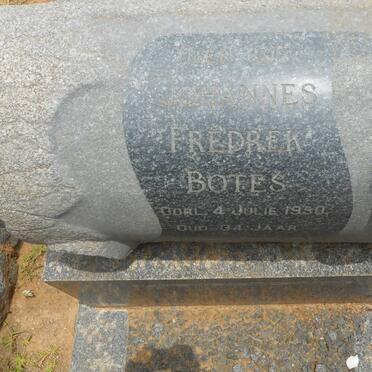 JOHANNES
FREDREK
BOTES
OORL. 4 JULIE 1950.
OUD 34 JAAR